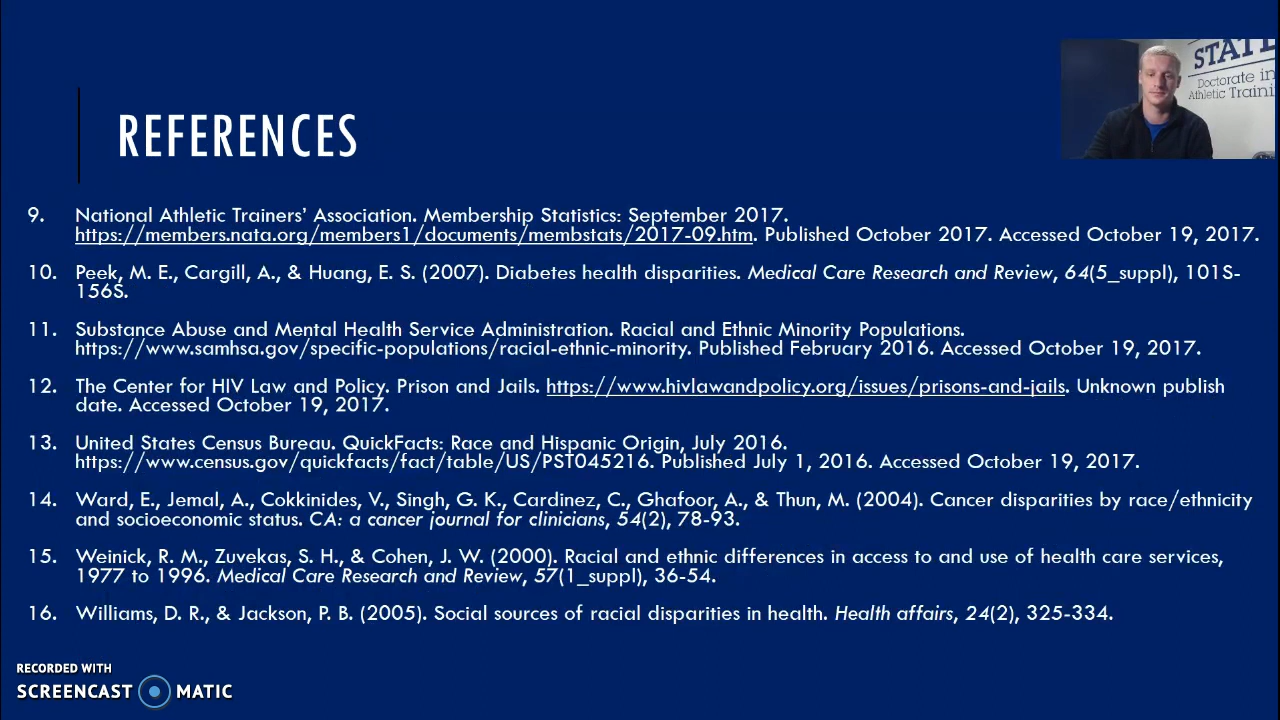 STATE
Doctorate in
Athletic Traini
REFERENCES
9. National Athletic Trainers’ Association. Membership Statistics: September 2017.
https://members.nata.org/members1/documents/membstats/2017-09.htm. Published October 2017. Accessed October 19, 2017.
10. Peek, M. E., Cargill, A., & Huang, E. S. (2007). Diabetes health disparities. Medical Care Research and Review, 64(5_suppl), 101S-
156S.
11. Substance Abuse and Mental Health Service Administration. Racial and Ethnic Minority Populations.
https://www.samhsa.gov/specific-populations/racial-ethnic-minority. Published February 2016. Accessed October 19, 2017.
12. The Center for HIV Law and Policy. Prison and Jails. https://www.hivlawandpolicy.org/issues/prisons-and-jails. Unknown publish
date. Accessed October 19, 2017.
13. United States Census Bureau. QuickFacts: Race and Hispanic Origin, July 2016.
https://www.census.gov/quickfacts/fact/table/US/PST045216. Published July 1, 2016. Accessed October 19, 2017.
14. Ward, E., Jemal, A., Cokkinides, V., Singh, G. K., Cardinez, C., Ghafoor, A., & Thun, M. (2004). Cancer disparities by race/ethnicity
and socioeconomic status. CA: a cancer journal for clinicians, 54(2), 78-93.
15. Weinick, R. M., Zuvekas, S. H., & Cohen, J. W. (2000). Racial and ethnic differences in access to and use of health care services,
1977 to 1996. Medical Care Research and Review, 57(1_suppl), 36-54.
16. Williams, D. R., & Jackson, P. B. (2005). Social sources of racial disparities in health. Health affairs, 24(2), 325-334.
RECORDED WITH
SCREENCAST MATIC